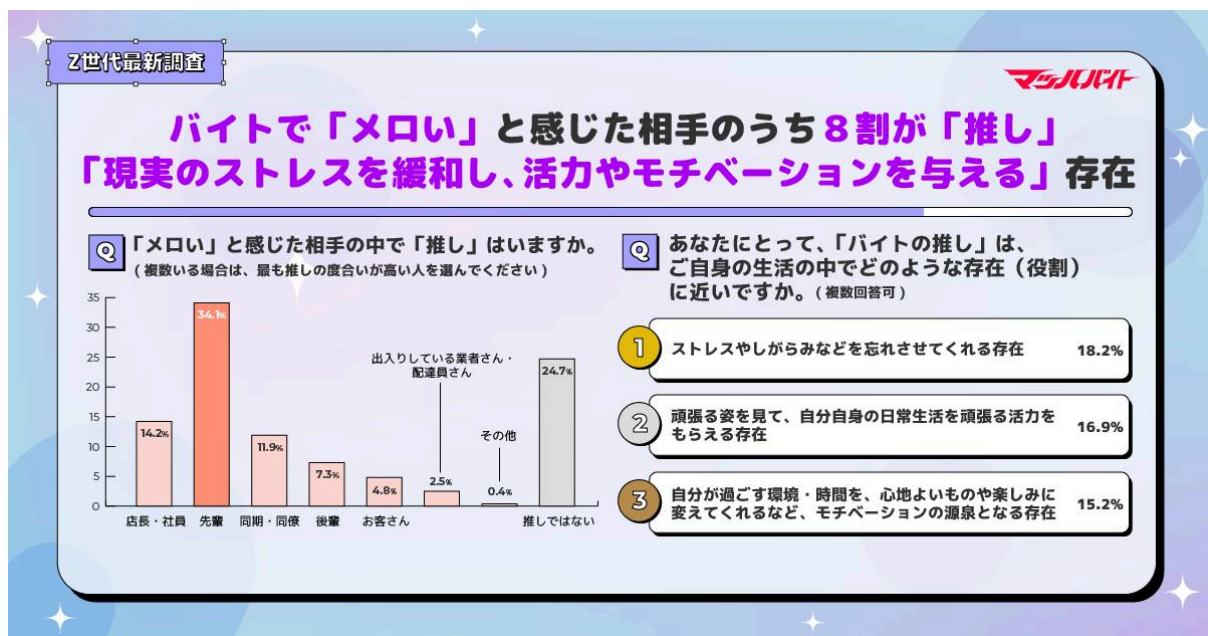 Z世代最新調査
マッハバイト
バイトで「メロい」と感じた相手のうち8割が「推し」
「現実のストレスを緩和し、活力やモチベーションを与える」存在
Q 「メロい」と感じた相手の中で「推し」はいますか。
(複数いる場合は、最も推しの度合いが高い人を選んでください)
35
30
25
20
15
10
5
0
14.2%
34.1%
11.9%
7.3%
4.8%
出入りしている業者さん・
配達員さん
2.5%
その他
0.4%
24.7%
店長・社員
先輩
同期・同僚
後輩
お客さん
推しではない
Q あなたにとって、「バイトの推し」は、
ご自身の生活の中でどのような存在(役割)
に近いですか。(複数回答可)
1 ストレスやしがらみなどを忘れさせてくれる存在 18.2%
2 頑張る姿を見て、自分自身の日常生活を頑張る活力を
もらえる存在 16.9%
3 自分が過ごす環境・時間を、心地よいものや楽しみに
変えてくれるなど、モチベーションの源泉となる存在 15.2%